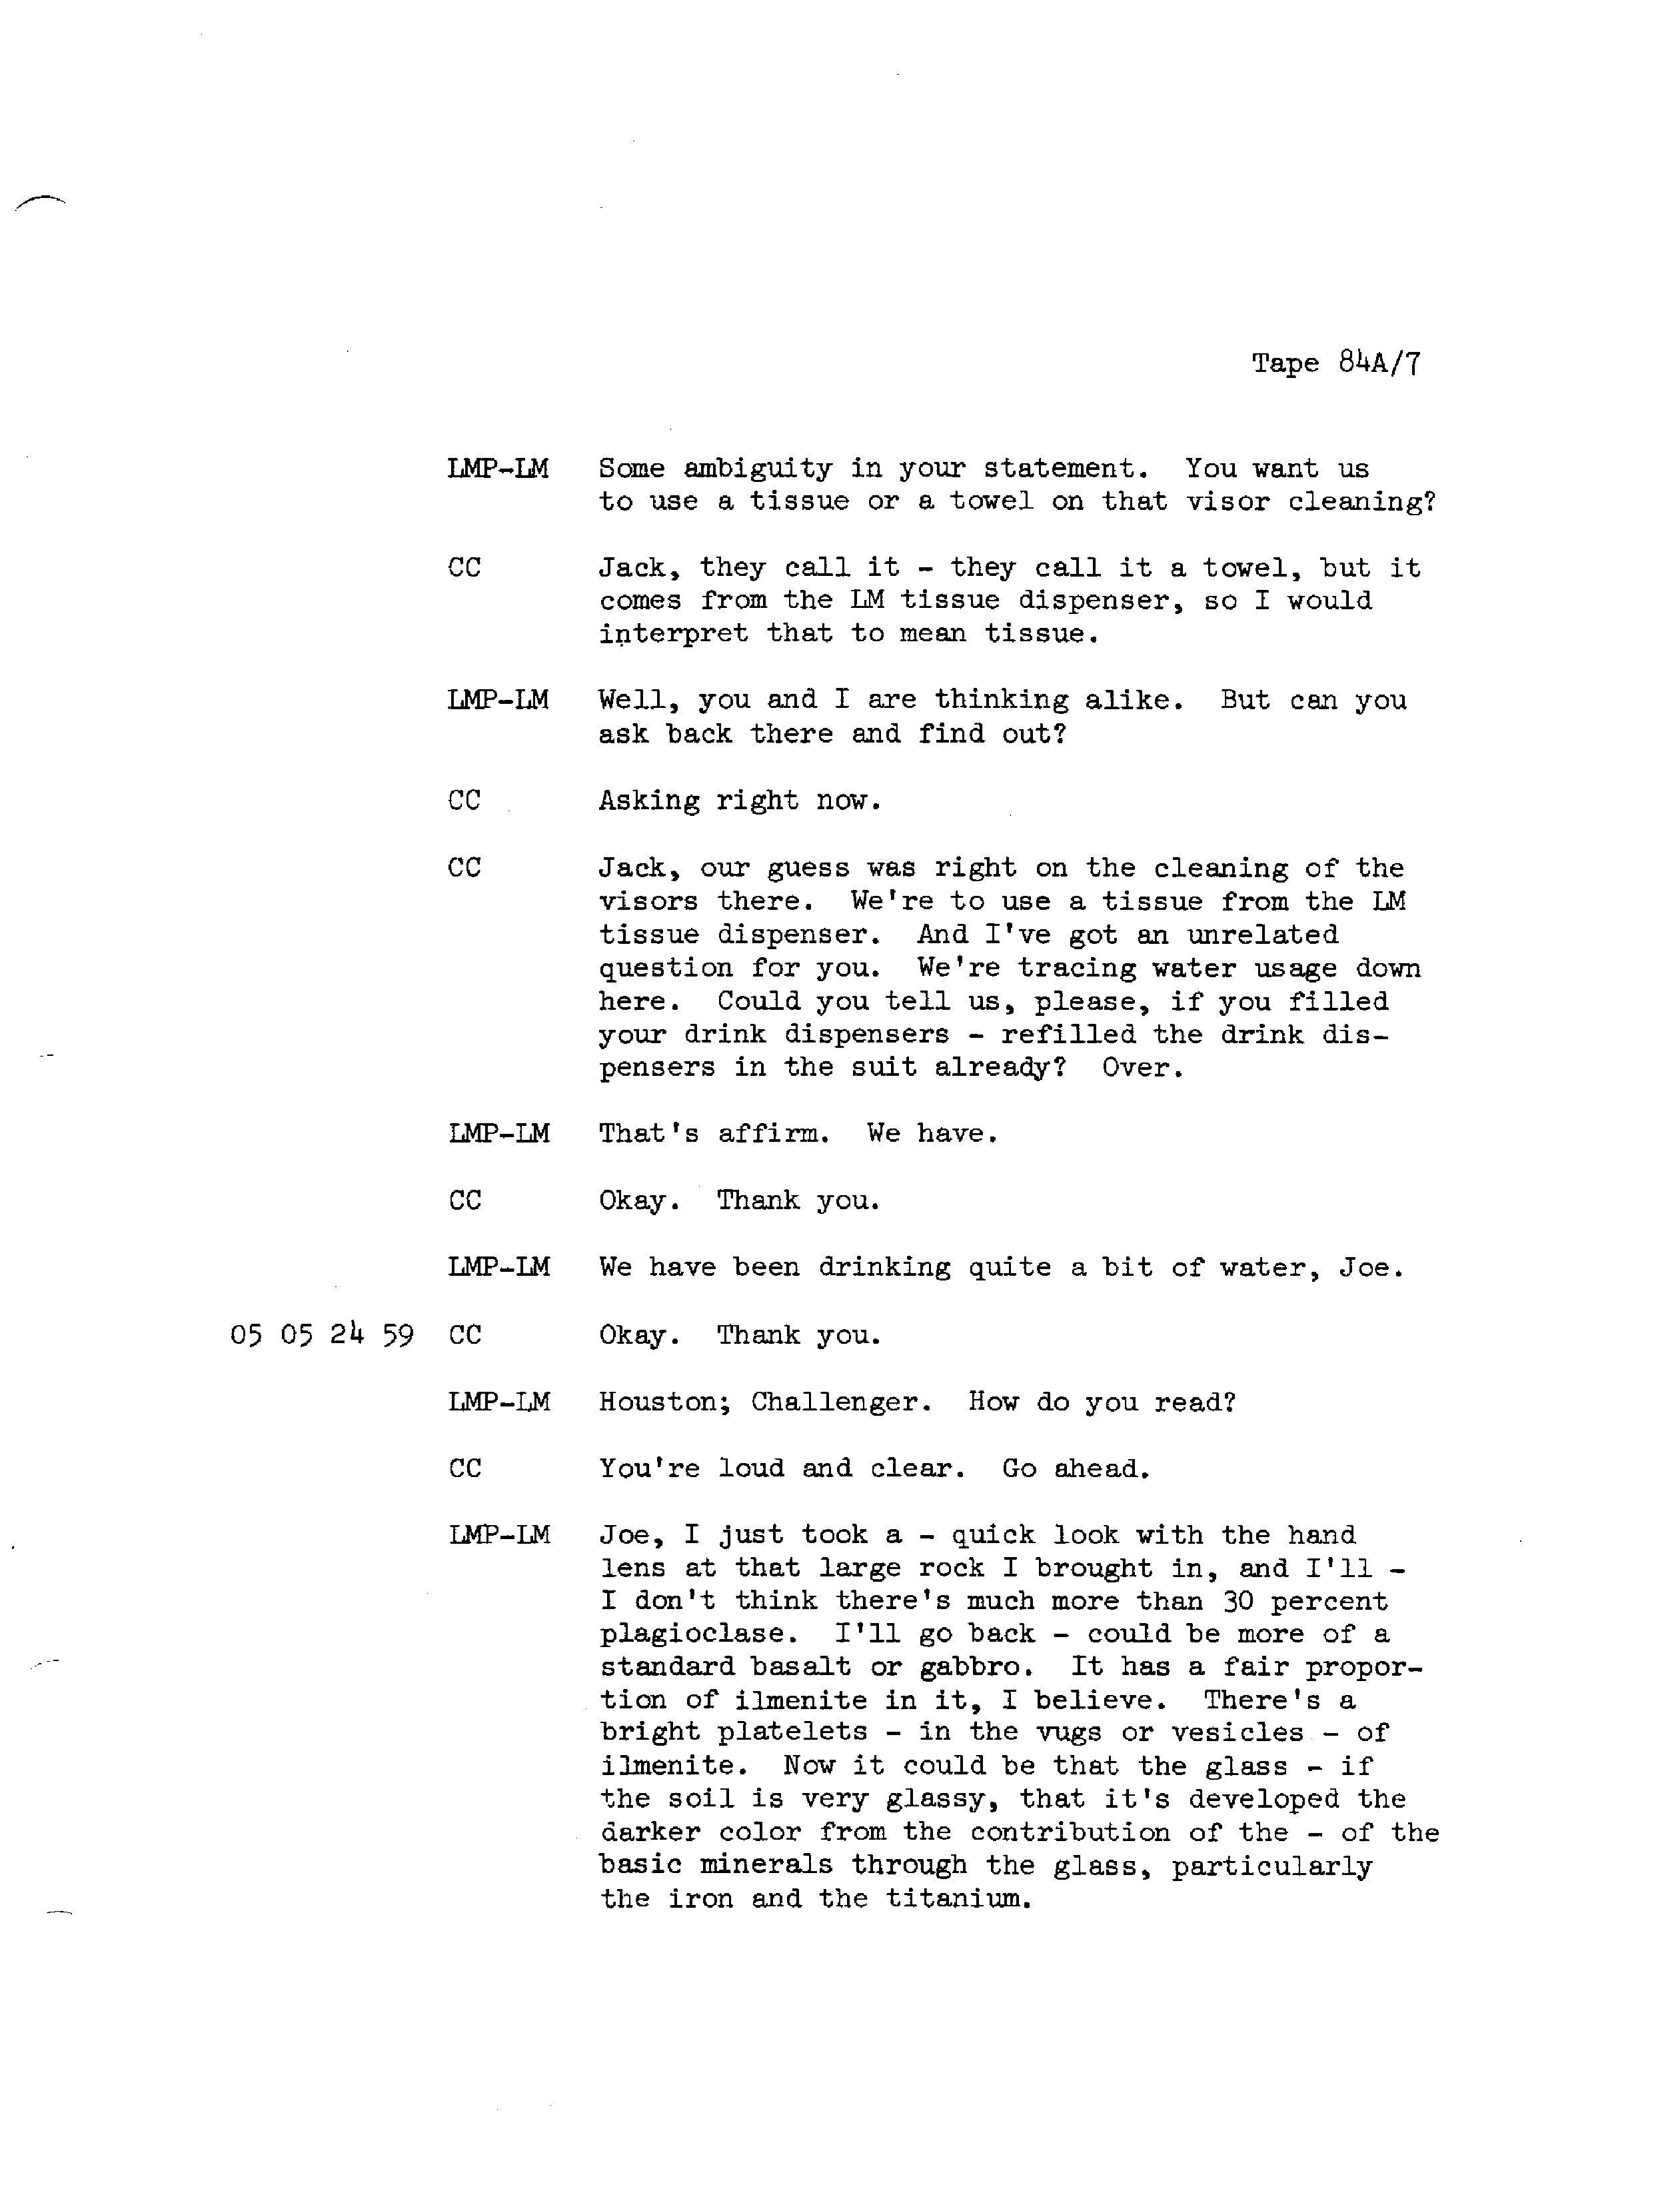 Tape 84A/7
LMP-LM Some ambiguity in your statement. You want us
to use a tissue or a towel on that visor cleaning?
CC Jack, they call it - they call it a towel, but it
comes from the LM tissue dispenser, so I would
interpret that to mean tissue.
LMP-LM Well, you and I are thinking alike. But can you
ask back there and find out?
CC Asking right now.
CC Jack, our guess was right on the cleaning of the
visors there. We're to use a tissue from the LM
tissue dispenser. And I've got an unrelated
question for you. We're tracing water usage down
here. Could you tell us, please, if you filled
your drink dispensers - refilled the drink dis-
pensers in the suit already? Over.
LMP-LM That's affirm. We have.
CC Okay. Thank you.
LMP-LM We have been drinking quite a bit of water, Joe.
05 05 24 59 CC Okay. Thank you.
LMP-LM Houston; Challenger. How do you read?
CC You're loud and clear. Go ahead.
LMP-LM Joe, I just took a - quick look with the hand
lens at that large rock I brought in, and I'll -
I don't think there's much more than 30 percent
plagioclase. I'll go back - could be more of a
standard basalt or gabbro. It has a fair propor-
tion of ilmenite in it, I believe. There's a
bright platelets - in the vugs or vesicles - of
ilmenite. Now it could be that the glass - if
the soil is very glassy, that it's developed the
darker color from the contribution of the - of the
basic minerals through the glass, particularly
the iron and the titanium.